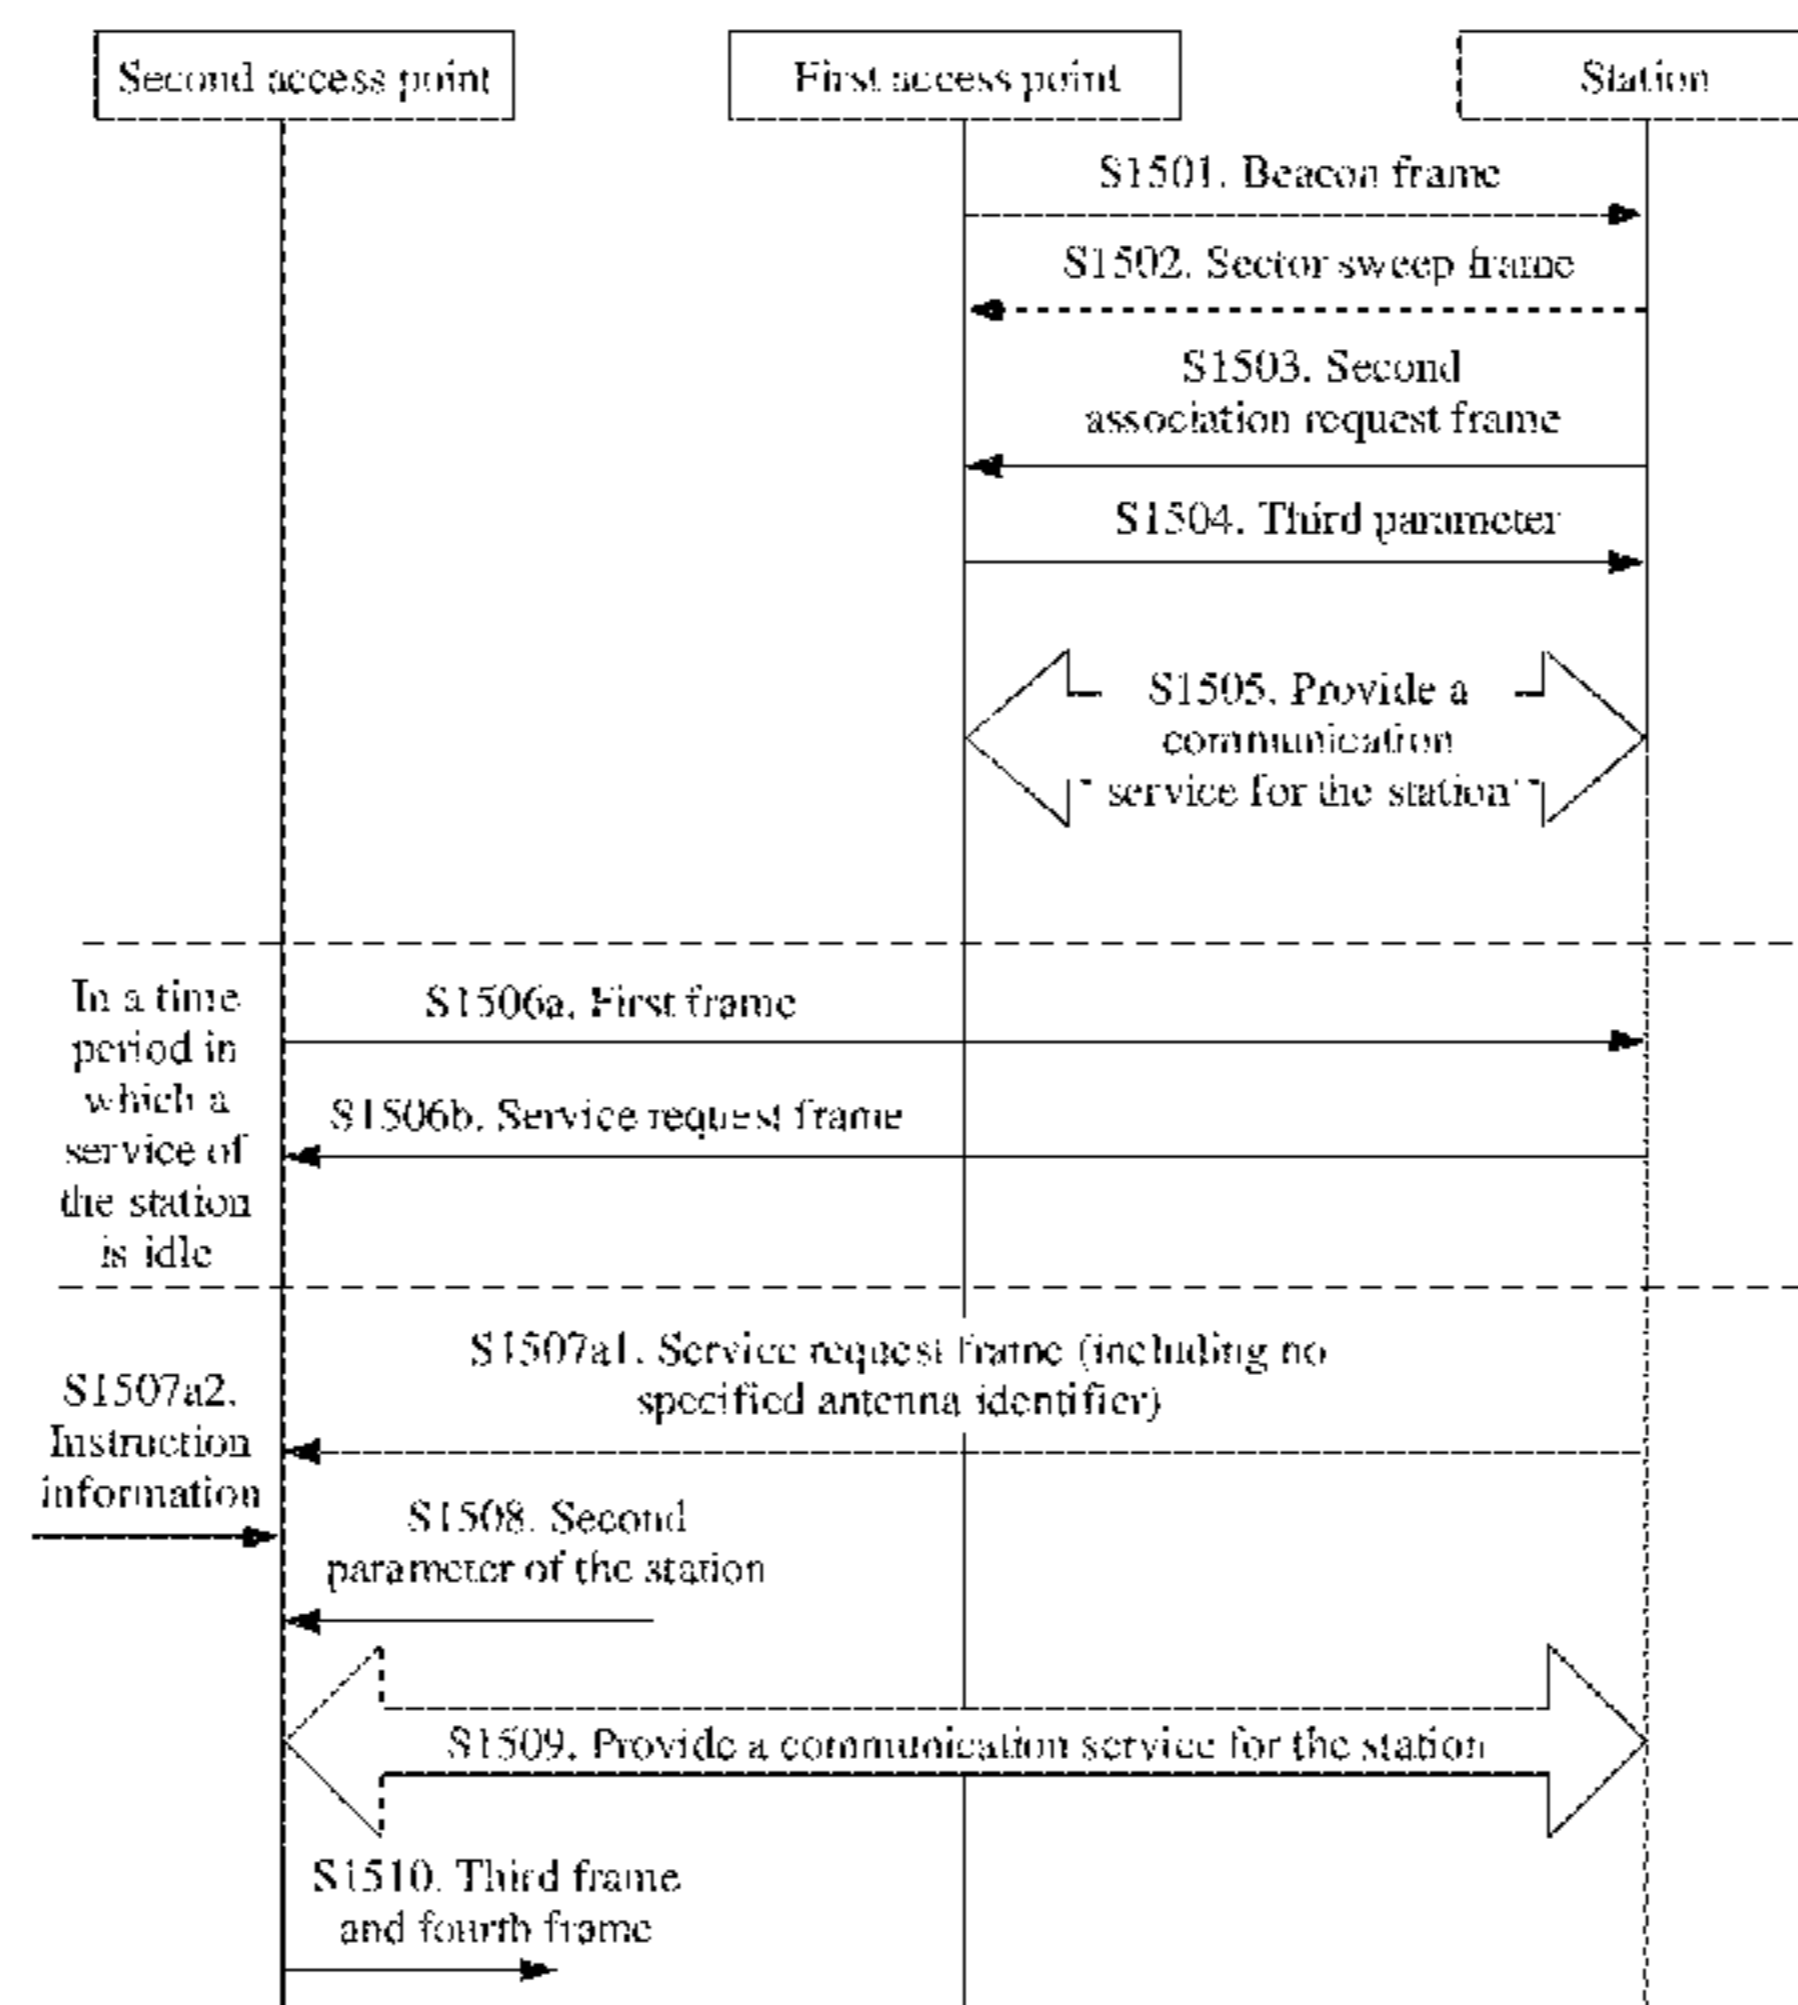 Second access point
First access point
Station
S1501. Beacon frame
S1502. Sector sweep frame
S1503. Second
association request frame
S1504. Third parameter
S1505. Provide a
communication
service for the station
In a time
period in
which a
service of
the station
is idle
S1506a. First frame
S1506b. Service request frame
S1507a1. Service request frame (including no
specified antenna identifier)
S1507a2.
Instruction
information
S1508. Second
parameter of the station
S1509. Provide a communication service for the station
S1510. Third frame
and fourth frame